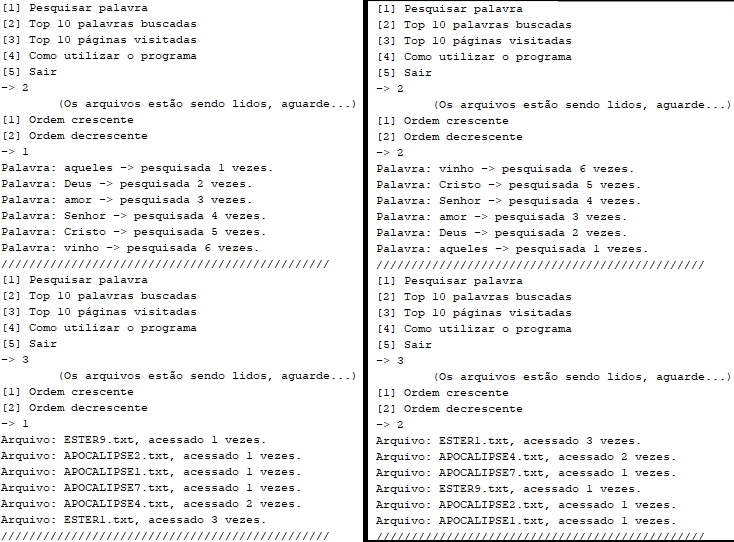 [1] Pesquisar palavra
[2] Top 10 palavras buscadas
[3] Top 10 páginas visitadas
[4] Como utilizar o programa
[5] Sair
-> 2
(Os arquivos estão sendo lidos, aguarde...)
[1] Ordem crescente
[2] Ordem decrescente
-> 1
Palavra: aqueles -> pesquisada 1 vezes.
Palavra: Deus -> pesquisada 2 vezes.
Palavra: amor -> pesquisada 3 vezes.
Palavra: Senhor -> pesquisada 4 vezes.
Palavra: Cristo -> pesquisada 5 vezes.
Palavra: vinho -> pesquisada 6 vezes.
///////////////////////////////////////////////
[1] Pesquisar palavra
[2] Top 10 palavras buscadas
[3] Top 10 páginas visitadas
[4] Como utilizar o programa
[5] Sair
-> 3
(Os arquivos estão sendo lidos, aguarde...)
[1] Ordem crescente
[2] Ordem decrescente
-> 1
Arquivo: ESTER9.txt, acessado 1 vezes.
Arquivo: APOCALIPSE2.txt, acessado 1 vezes.
Arquivo: APOCALIPSE1.txt, acessado 1 vezes.
Arquivo: APOCALIPSE7.txt, acessado 1 vezes.
Arquivo: APOCALIPSE4.txt, acessado 2 vezes.
Arquivo: ESTER1.txt, acessado 3 vezes.
///////////////////////////////////////////////
[1] Pesquisar palavra
[2] Top 10 palavras buscadas
[3] Top 10 páginas visitadas
[4] Como utilizar o programa
[5] Sair
-> 2
(Os arquivos estão sendo lidos, aguarde...)
[1] Ordem crescente
[2] Ordem decrescente
-> 2
Palavra: vinho -> pesquisada 6 vezes.
Palavra: Cristo -> pesquisada 5 vezes.
Palavra: Senhor -> pesquisada 4 vezes.
Palavra: amor -> pesquisada 3 vezes.
Palavra: Deus -> pesquisada 2 vezes.
Palavra: aqueles -> pesquisada 1 vezes.
///////////////////////////////////////////////
[1] Pesquisar palavra
[2] Top 10 palavras buscadas
[3] Top 10 páginas visitadas
[4] Como utilizar o programa
[5] Sair
-> 3
(Os arquivos estão sendo lidos, aguarde...)
[1] Ordem crescente
[2] Ordem decrescente
-> 2
Arquivo: ESTER1.txt, acessado 3 vezes.
Arquivo: APOCALIPSE4.txt, acessado 2 vezes.
Arquivo: APOCALIPSE7.txt, acessado 1 vezes.
Arquivo: ESTER9.txt, acessado 1 vezes.
Arquivo: APOCALIPSE2.txt, acessado 1 vezes.
Arquivo: APOCALIPSE1.txt, acessado 1 vezes.
///////////////////////////////////////////////